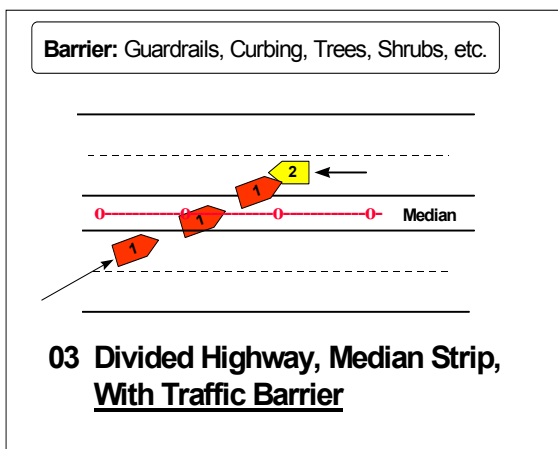 Barrier: Guardrails, Curbing, Trees, Shrubs, etc.
2
1
1
Median
1
03 Divided Highway, Median Strip,
With Traffic Barrier